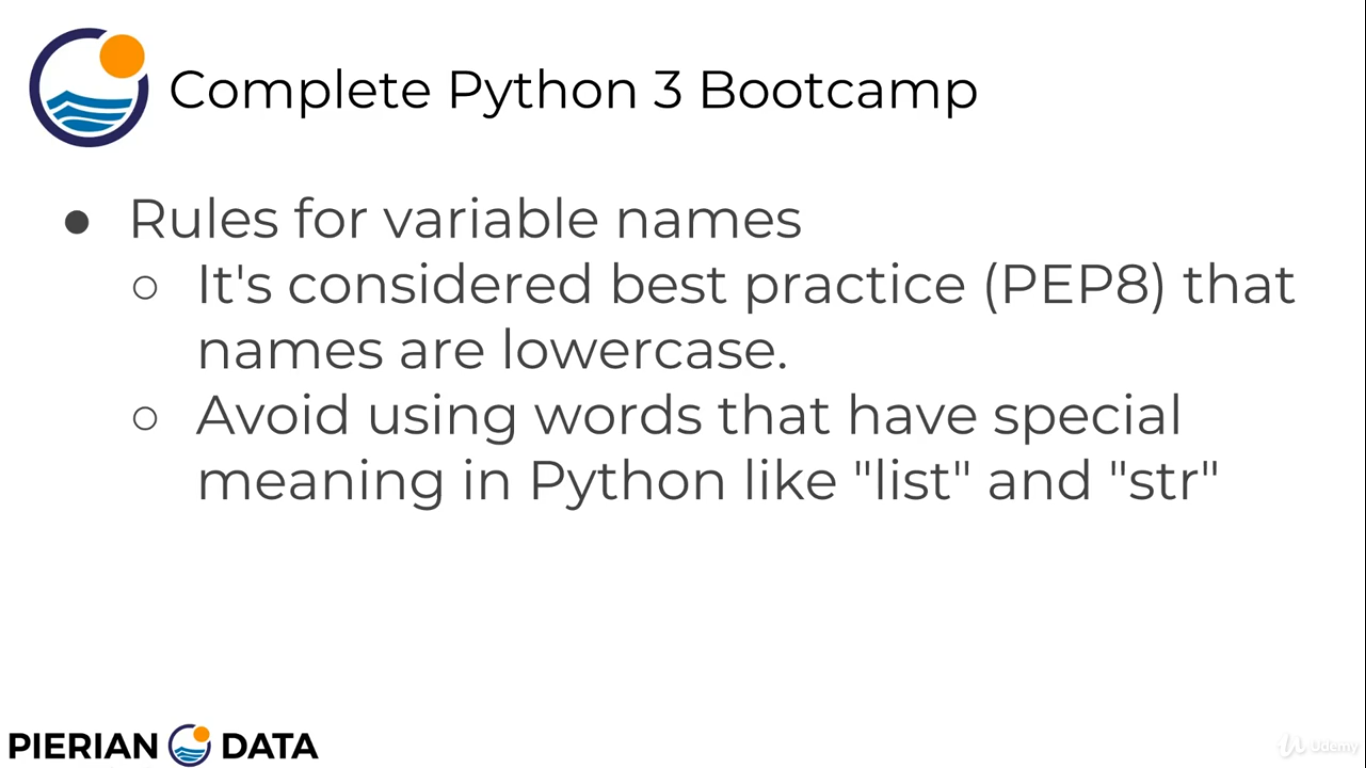 Complete Python 3 Bootcamp
● Rules for variable names
○ It's considered best practice (PEP8) that
names are lowercase.
○ Avoid using words that have special
meaning in Python like "list" and "str"
PIERIAN DATA
Udemy